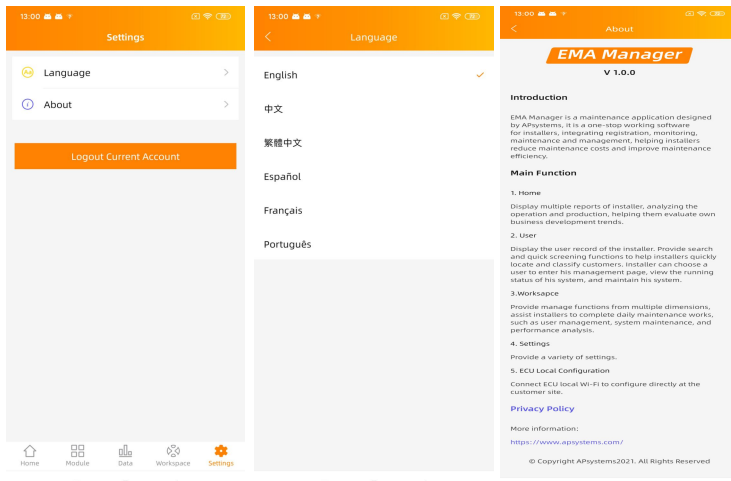 13:00
Settings
Language
About
Logout Current Account
Home
Module
Data
Workspace
Settings
13:00
Language
English
中文
繁體中文
Español
Français
Português
13:00
About
EMA Manager
V 1.0.0
Introduction
EMA Manager is a maintenance application designed
by APsystems, it is a one-stop working software
for installers, integrating registration, monitoring,
maintenance and management, helping installers
reduce maintenance costs and improve maintenance
efficiency.
Main Function
1. Home
Display multiple reports of installer, analyzing the
operation and production, helping them evaluate own
business development trends.
2. User
Display the user record of the installer. Provide search
and quick screening functions to help installers quickly
locate and classify customers. Installer can choose a
user to enter his management page, view the running
status of his system, and maintain his system.
3.Worksapce
Provide manage functions from multiple dimensions,
assist installers to complete daily maintenance works,
such as user management, system maintenance, and
performance analysis.
4. Settings
Provide a variety of settings.
5. ECU Local Configuration
Connect ECU local Wi-Fi to configure directly at the
customer site.
Privacy Policy
More information:
https://www.apsystems.com/
© Copyright APsystems2021. All Rights Reserved